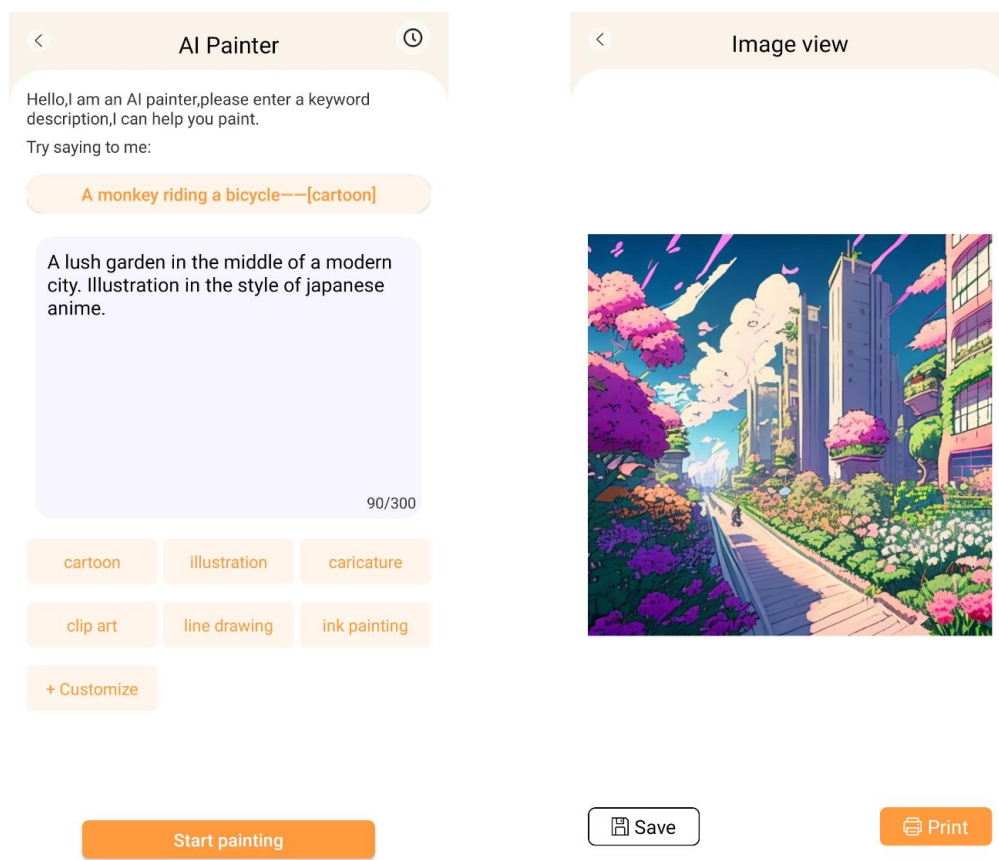 AI Painter
Hello,I am an AI painter,please enter a keyword
description,I can help you paint.
Try saying to me:
A monkey riding a bicycle——[cartoon]
A lush garden in the middle of a modern
city. Illustration in the style of japanese
anime.
90/300
cartoon illustration caricature
clip art line drawing ink painting
+ Customize
Start painting
Image view
Save Print